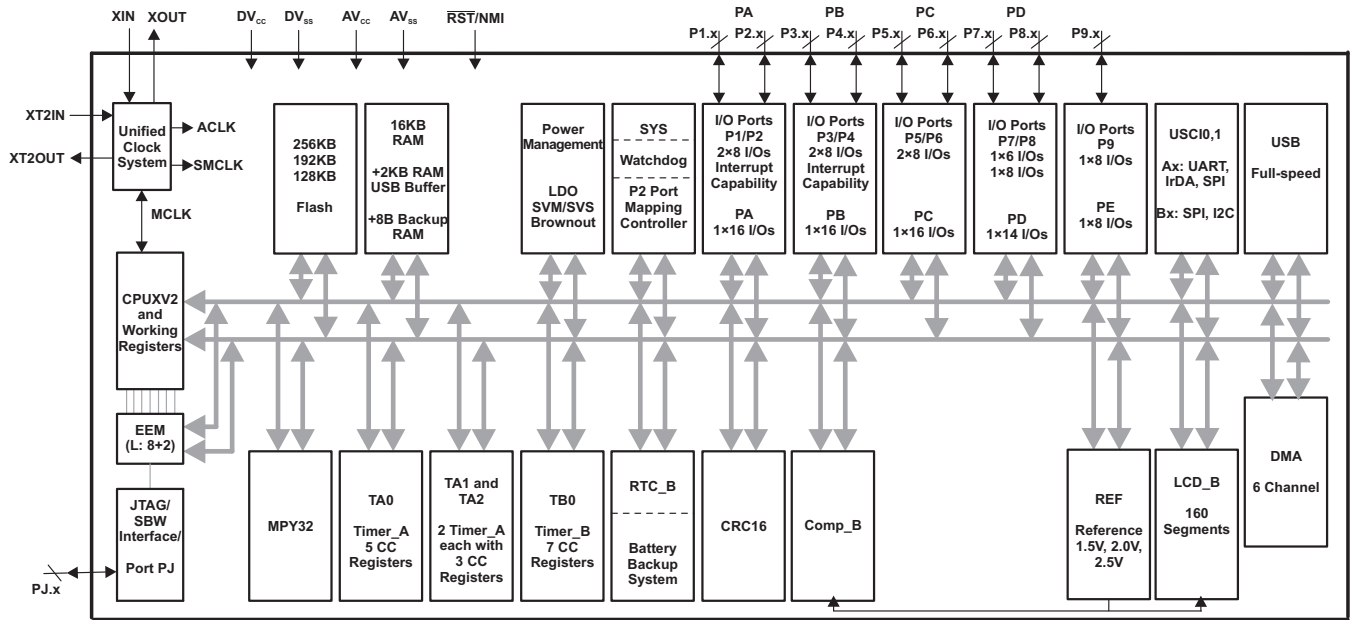 XIN
XOUT
DVCC
DVSS
AVCC
AVSS
RST/NMI
PA
PB
PC
PD
P1.x
P2.x
P3.x
P4.x
P5.x
P6.x
P7.x
P8.x
P9.x
XT2IN
XT2OUT
Unified
Clock
System
ACLK
SMCLK
MCLK
256KB
192KB
128KB
Flash
16KB
RAM
+2KB RAM
USB Buffer
+8B Backup
RAM
Power
Management
LDO
SVM/SVS
Brownout
SYS
Watchdog
P2 Port
Mapping
Controller
I/O Ports
P1/P2
2×8 I/Os
Interrupt
Capability
PA
1×16 I/Os
I/O Ports
P3/P4
2×8 I/Os
Interrupt
Capability
PB
1×16 I/Os
I/O Ports
P5/P6
2×8 I/Os
PC
1×16 I/Os
I/O Ports
P7/P8
1×6 I/Os
1×8 I/Os
PD
1×14 I/Os
I/O Ports
P9
1×8 I/Os
PE
1×8 I/Os
USCI0,1
Ax: UART,
IrDA, SPI
Bx: SPI, I2C
USB
Full-speed
CPUXV2
and
Working
Registers
EEM
(L: 8+2)
JTAG/
SBW
Interface/
Port PJ
PJ.x
MPY32
TA0
Timer_A
5 CC
Registers
TA1 and
TA2
2 Timer_A
each with
3 CC
Registers
TB0
Timer_B
7 CC
Registers
RTC_B
Battery
Backup
System
CRC16
Comp_B
REF
Reference
1.5V, 2.0V,
2.5V
LCD_B
160
Segments
DMA
6 Channel